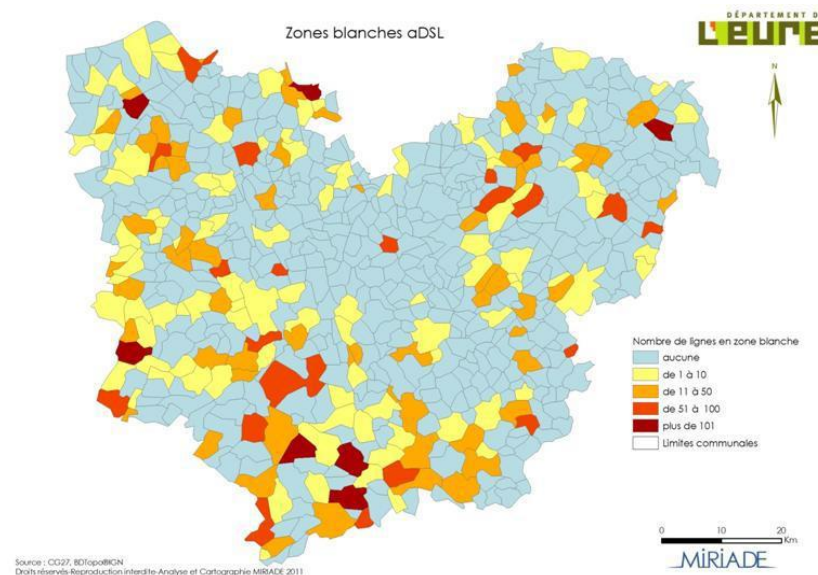 Zones blanches aDSL
DÉPARTEMENT D
L'EURE
N
Nombre de lignes en zone blanche
aucune
de 1 à 10
de 11 à 50
de 51 à 100
plus de 101
Limites communales
0 10 20
Km
MIRIADE
Source : CG27, BDTopo®IGN
Droits réservés-Reproduction interdite-Analyse et Cartographie MIRIADE 2011